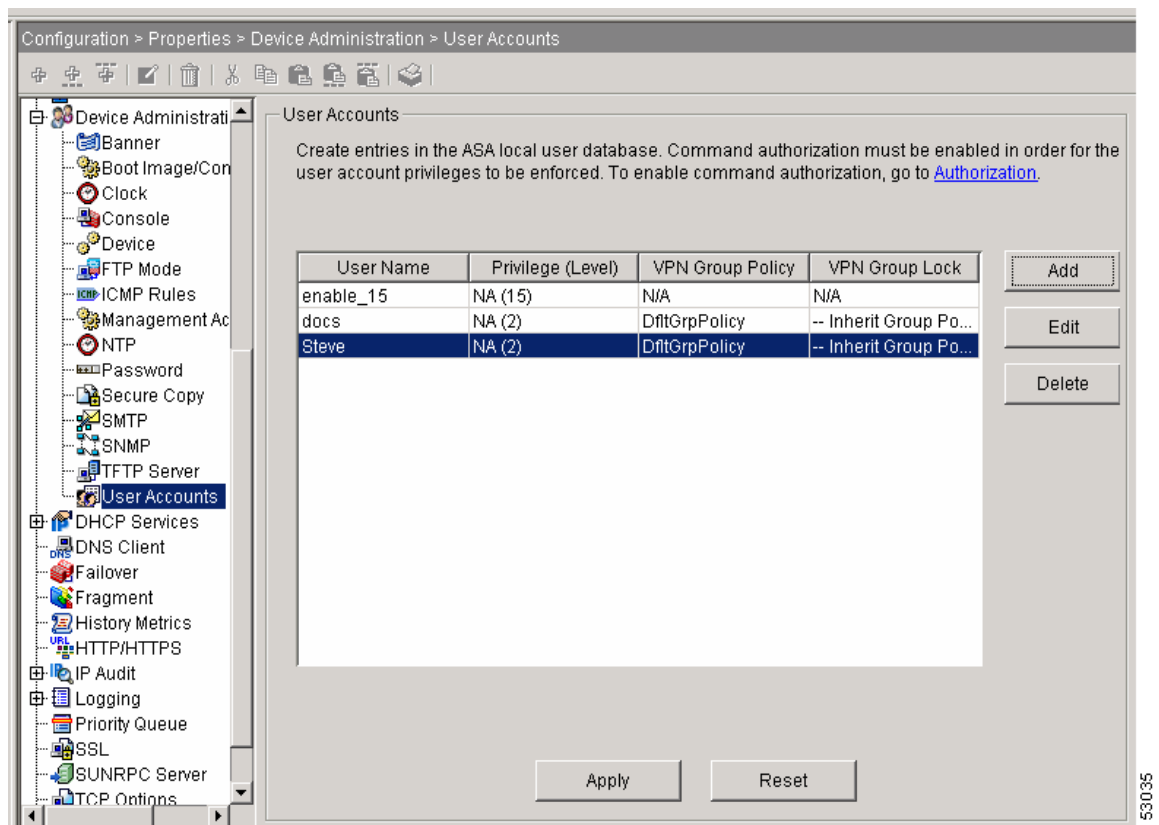 Configuration > Properties > Device Administration > User Accounts
Device Administrati
Banner
Boot Image/Con
Clock
Console
Device
FTP Mode
ICMP ICMP Rules
Management Ac
NTP
Password
Secure Copy
SMTP
SNMP
TFTP Server
User Accounts
DHCP Services
DNS DNS Client
Failover
Fragment
History Metrics
URL HTTP/HTTPS
IP Audit
Logging
Priority Queue
SSL
SUNRPC Server
TCP Options
User Accounts
Create entries in the ASA local user database. Command authorization must be enabled in order for the
user account privileges to be enforced. To enable command authorization, go to Authorization.
User Name Privilege (Level) VPN Group Policy VPN Group Lock
enable_15 NA (15) N/A N/A
docs NA (2) DfltGrpPolicy -- Inherit Group Po...
Steve NA (2) DfltGrpPolicy -- Inherit Group Po...
Add
Edit
Delete
Apply Reset
53035